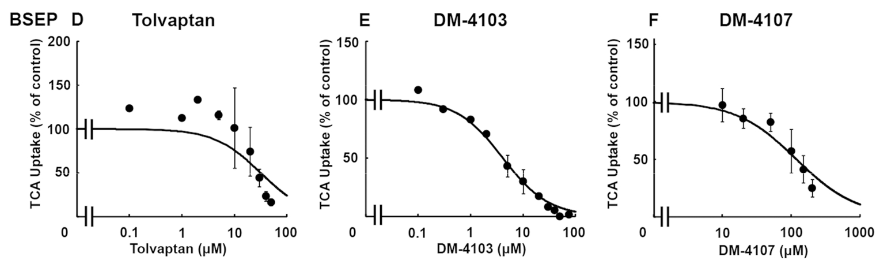 BSEP D Tolvaptan
TCA Uptake (% of control)
200
150
100
50
0 0.1 1 10 100
Tolvaptan (µM)
E DM-4103
TCA Uptake (% of control)
150
100
50
0 0.1 1 10 100
DM-4103 (µM)
F DM-4107
TCA Uptake (% of control)
150
100
50
0 10 100 1000
DM-4107 (µM)